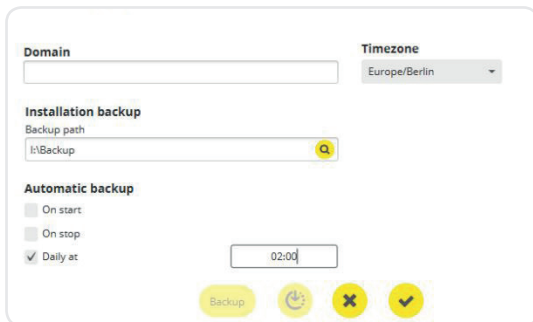 Domain
Timezone
Europe/Berlin
Installation backup
Backup path
I:\Backup
Automatic backup
On start
On stop
Daily at
02:00
Backup